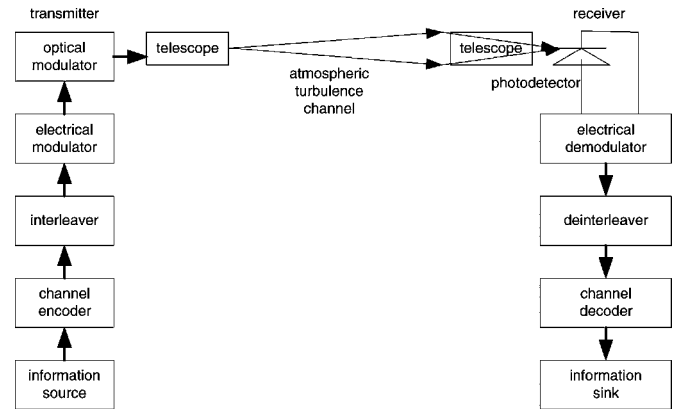 transmitter
receiver
optical
modulator
telescope
telescope
atmospheric
turbulence
channel
photodetector
electrical
modulator
electrical
demodulator
interleaver
deinterleaver
channel
encoder
channel
decoder
information
source
information
sink